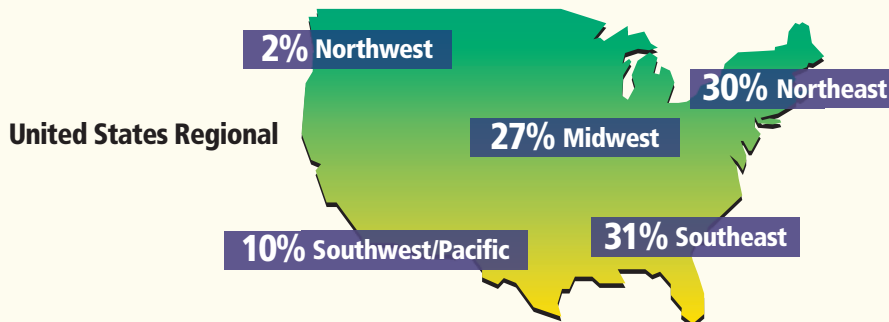 2% Northwest
30% Northeast
United States Regional
27% Midwest
31% Southeast
10% Southwest/Pacific